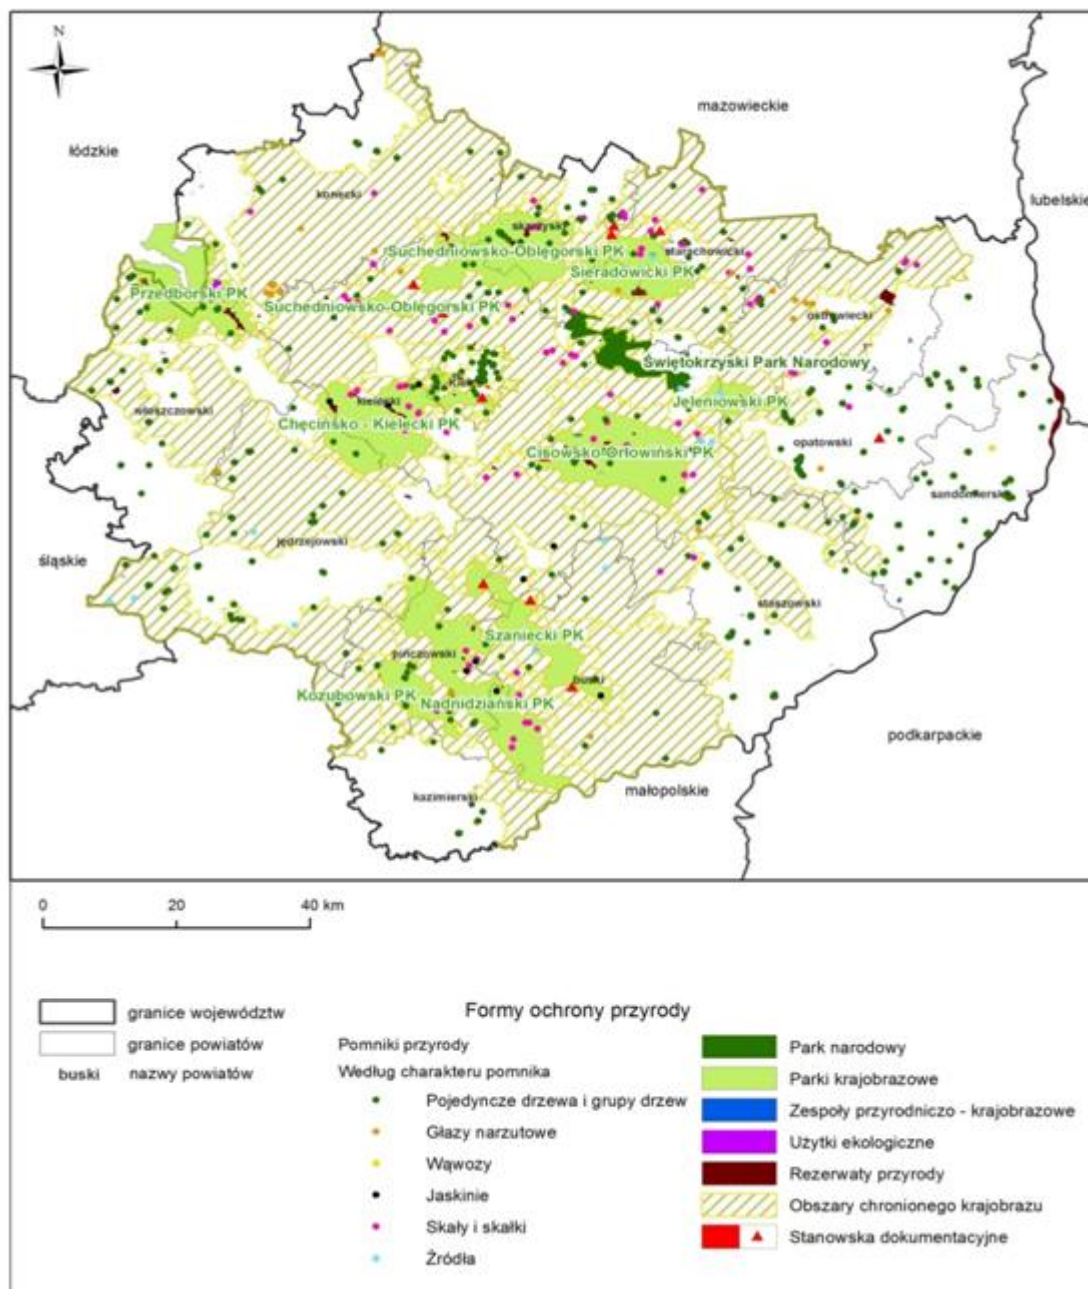 N
mazowieckie
łódzkie
lubelskie
konecki
skarżyski
Suchedniowsko-Oblęgorski PK
starachowicki
Sieradowicki PK
Przedborski PK
Suchedniowsko-Oblęgorski PK
ostrowiecki
Świętokrzyski Park Narodowy
kielecki
Jeleniowski PK
włoszczowski
Chęcińsko - Kielecki PK
opatowski
Cisowsko-Orłowiński PK
sandomierski
jędrzejowski
śląskie
staszowski
Szaniecki PK
pińczowski
buski
Kozubowski PK
Nadnidziański PK
podkarpackie
kazimierski
małopolskie
0 20 40 km
granice województw
granice powiatów
buski nazwy powiatów
Formy ochrony przyrody
Pomniki przyrody
Według charakteru pomnika
Pojedyncze drzewa i grupy drzew
Głazy narzutowe
Wąwozy
Jaskinie
Skały i skałki
Źródła
Park narodowy
Parki krajobrazowe
Zespoły przyrodniczo - krajobrazowe
Użytki ekologiczne
Rezerwaty przyrody
Obszary chronionego krajobrazu
Stanowska dokumentacyjne